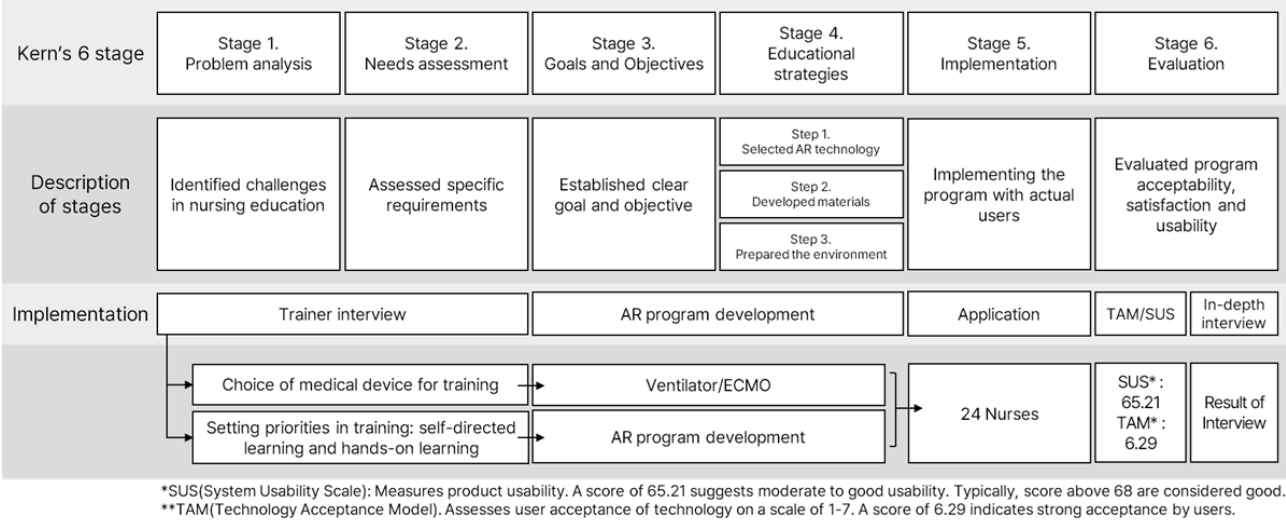 Kern's 6 stage
Stage 1.
Problem analysis
Stage 2.
Needs assessment
Stage 3.
Goals and Objectives
Stage 4.
Educational
strategies
Stage 5.
Implementation
Stage 6.
Evaluation
Description
of stages
Identified challenges
in nursing education
Assessed specific
requirements
Established clear
goal and objective
Step 1.
Selected AR technology
Step 2.
Developed materials
Step 3.
Prepared the environment
Implementing the
program with actual
users
Evaluated program
acceptability,
satisfaction and
usability
Implementation
Trainer interview
AR program development
Application
TAM/SUS
In-depth
interview
Choice of medical device for training
Ventilator/ECMO
Setting priorities in training: self-directed
learning and hands-on learning
AR program development
24 Nurses
SUS* :
65.21
TAM* :
6.29
Result of
Interview
*SUS(System Usability Scale): Measures product usability. A score of 65.21 suggests moderate to good usability. Typically, score above 68 are considered good.
**TAM(Technology Acceptance Model). Assesses user acceptance of technology on a scale of 1-7. A score of 6.29 indicates strong acceptance by users.